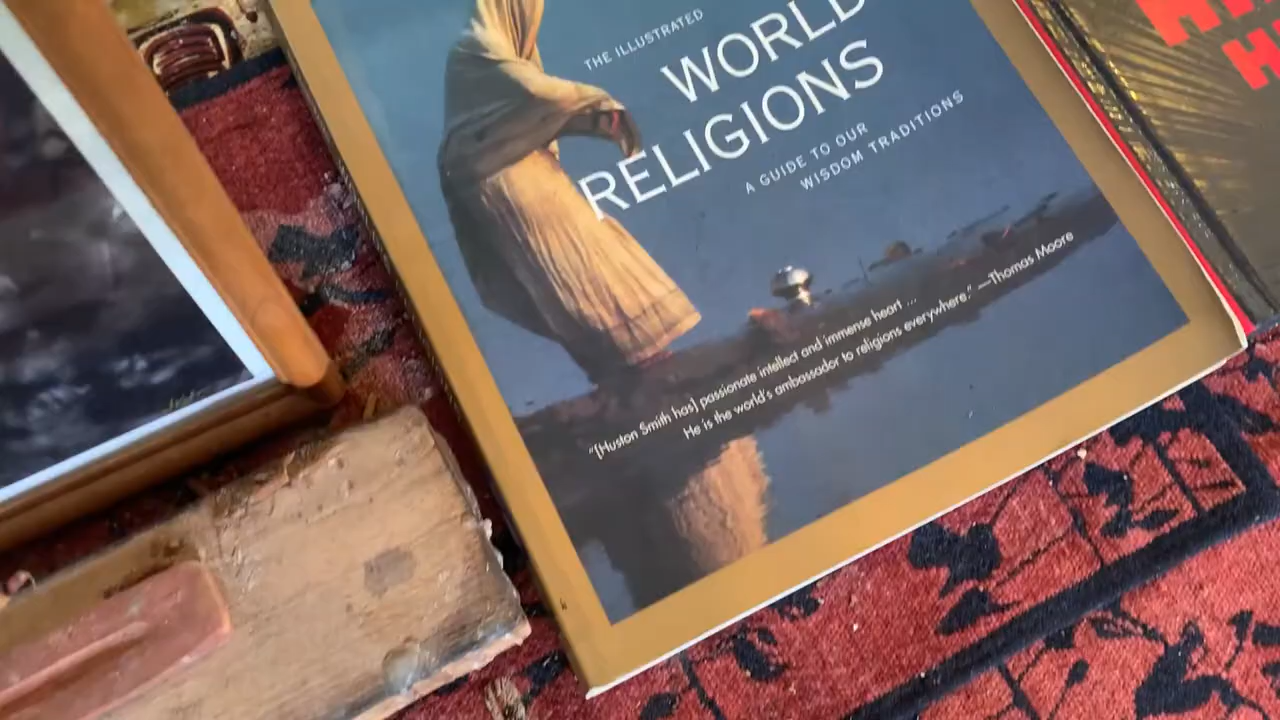 THE ILLUSTRATED
WORLD
RELIGIONS
A GUIDE TO OUR
WISDOM TRADITIONS
"[Huston Smith has] passionate intellect and immense heart ...
He is the world's ambassador to religions everywhere." —Thomas Moore